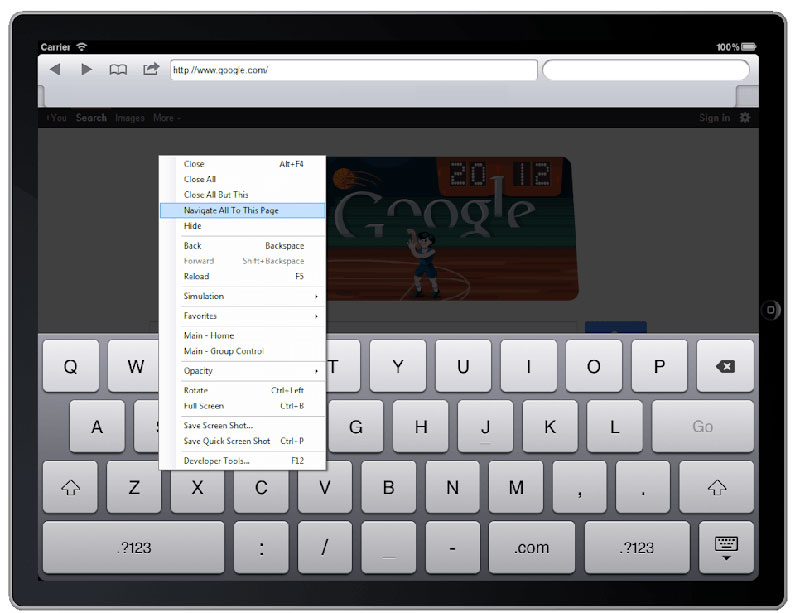 Carrier 100%
http://www.google.com/
+You Search Images More Sign in
20 12
Google
Close Alt+F4
Close All
Close All But This
Navigate All To This Page
Hide
Back Backspace
Forward Shift+Backspace
Reload F5
Simulation
Favorites
Main - Home
Main - Group Control
Opacity
Rotate Ctrl+Left
Full Screen Ctrl+B
Save Screen Shot...
Save Quick Screen Shot Ctrl-P
Developer Tools... F12
Q W T Y U I O P
A G H J K L Go
Z X C V B N M , .
.?123 : / _ - .com .?123